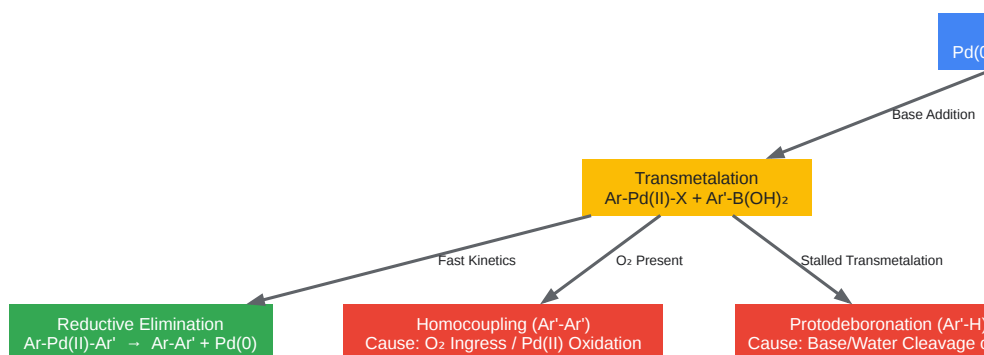 Pd(0
Base Addition
Transmetalation
Ar-Pd(II)-X + Ar'-B(OH)₂
Fast Kinetics
O₂ Present
Stalled Transmetalation
Reductive Elimination
Ar-Pd(II)-Ar' → Ar-Ar' + Pd(0)
Homocoupling (Ar'-Ar')
Cause: O₂ Ingress / Pd(II) Oxidation
Protodeboronation (Ar'-H)
Cause: Base/Water Cleavage